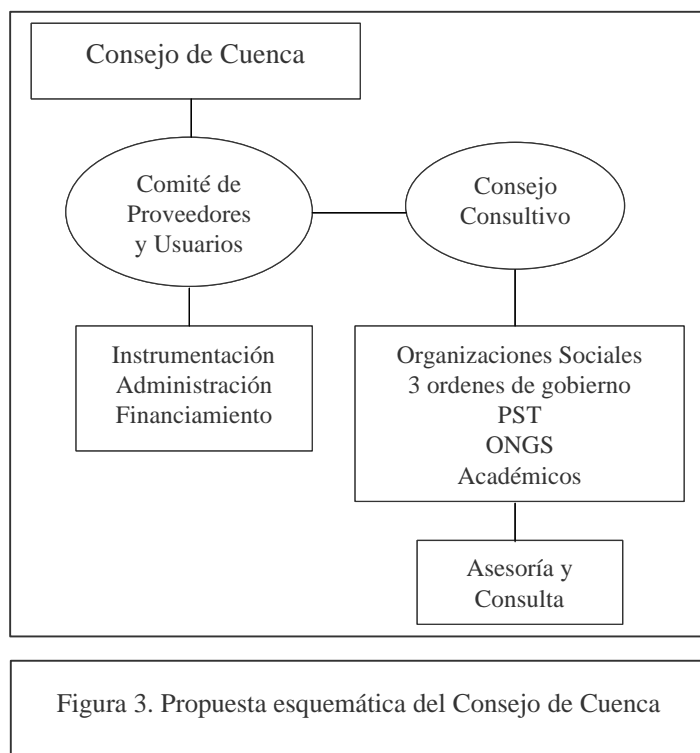 Consejo de Cuenca
Comité de
Proveedores
y Usuarios
Consejo
Consultivo
Instrumentación
Administración
Financiamiento
Organizaciones Sociales
3 ordenes de gobierno
PST
ONGS
Académicos
Asesoría y
Consulta
Figura 3. Propuesta esquemática del Consejo de Cuenca